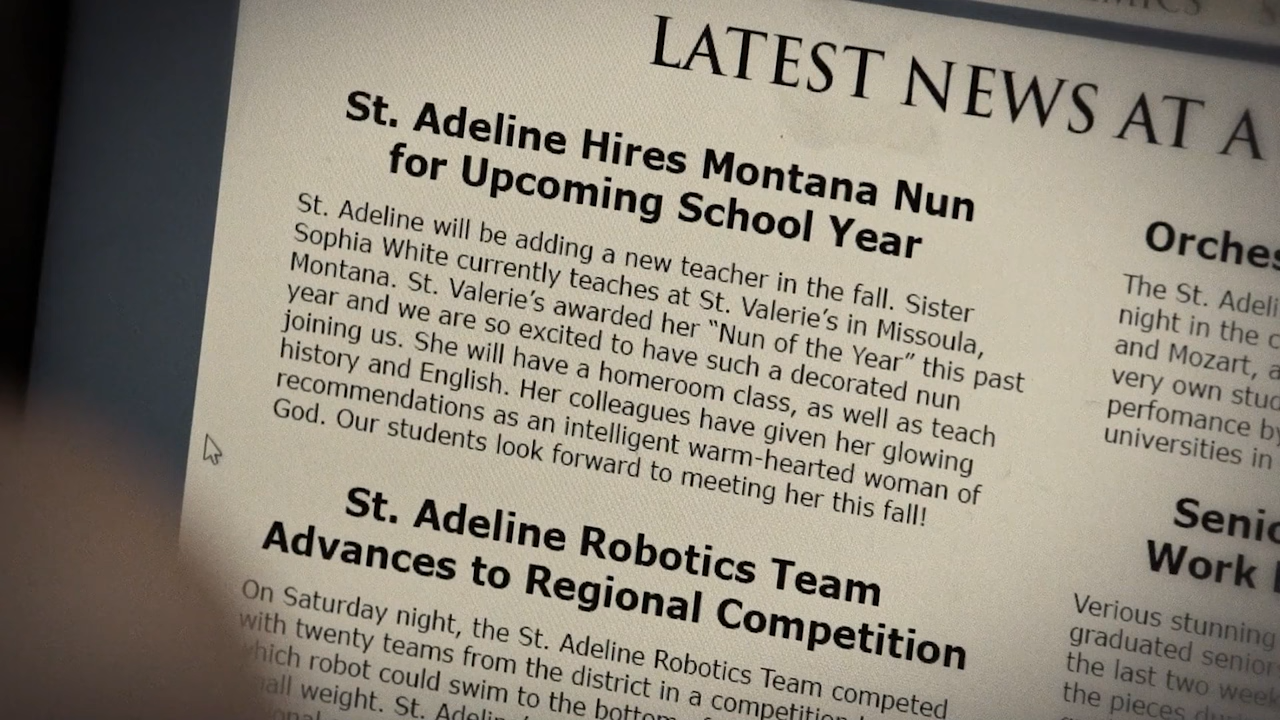 LATEST NEWS AT A
St. Adeline Hires Montana Nun
for Upcoming School Year
St. Adeline will be adding a new teacher in the fall. Sister
Sophia White currently teaches at St. Valerie's in Missoula,
Montana. St. Valerie's awarded her “Nun of the Year” this past
year and we are so excited to have such a decorated nun
joining us. She will have a homeroom class, as well as teach
history and English. Her colleagues have given her glowing
recommendations as an intelligent warm-hearted woman of
God. Our students look forward to meeting her this fall!
St. Adeline Robotics Team
Advances to Regional Competition
On Saturday night, the St. Adeline Robotics Team competed
with twenty teams from the district in a competition
which robot could swim to the bottom
weight. St.
Orches
The St. Adeli
night in the c
and Mozart, a
very own stud
perfomance by
universities in
Senio
Work
Verious stunning
graduated senior
the last two week
the pieces